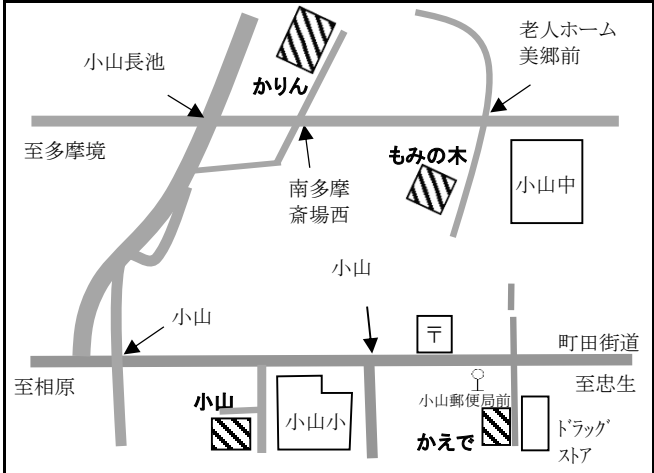 老人ホーム
美郷前
小山長池
かりん
至多摩境
もみの木
南多摩
斎場西
小山中
小山
小山
〒
町田街道
至相原
至忠生
小山
小山郵便局前
小山小
かえで
ドラッグ
ストア